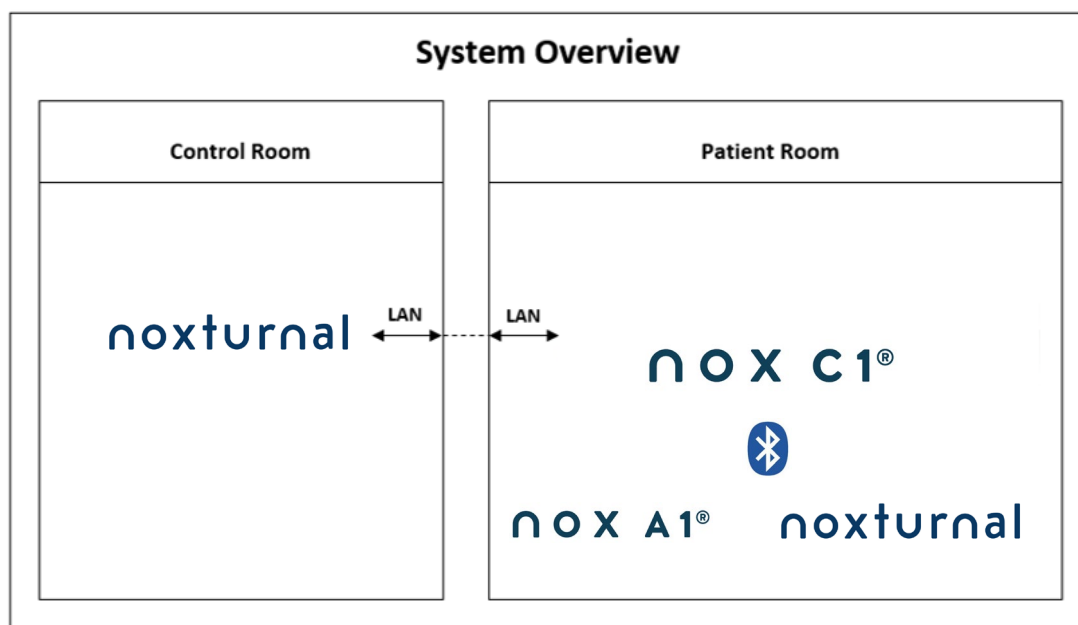 System Overview
Control Room
Patient Room
noxturnal
LAN
LAN
nox C1®
nox A1®
noxturnal